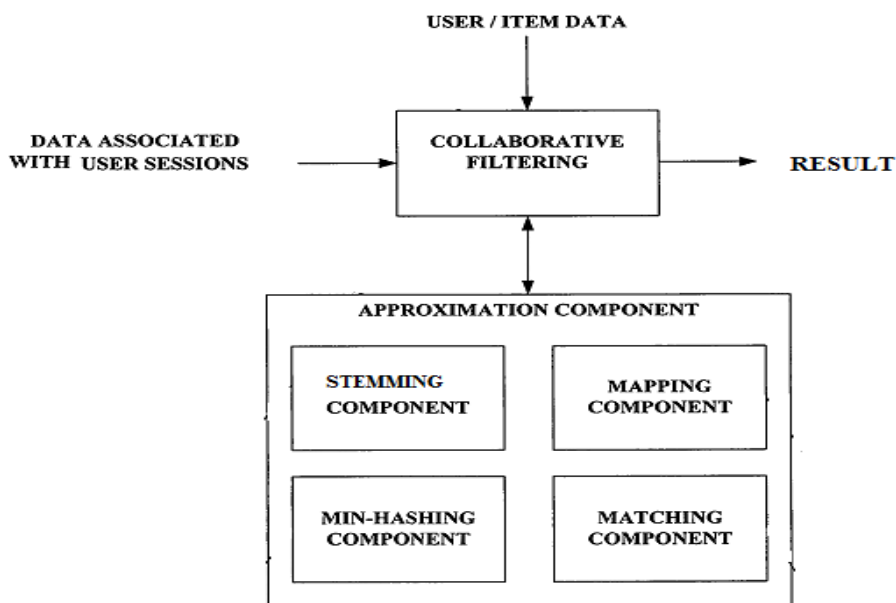 USER / ITEM DATA
DATA ASSOCIATED
WITH USER SESSIONS
COLLABORATIVE
FILTERING
RESULT
APPROXIMATION COMPONENT
STEMMING
COMPONENT
MAPPING
COMPONENT
MIN-HASHING
COMPONENT
MATCHING
COMPONENT